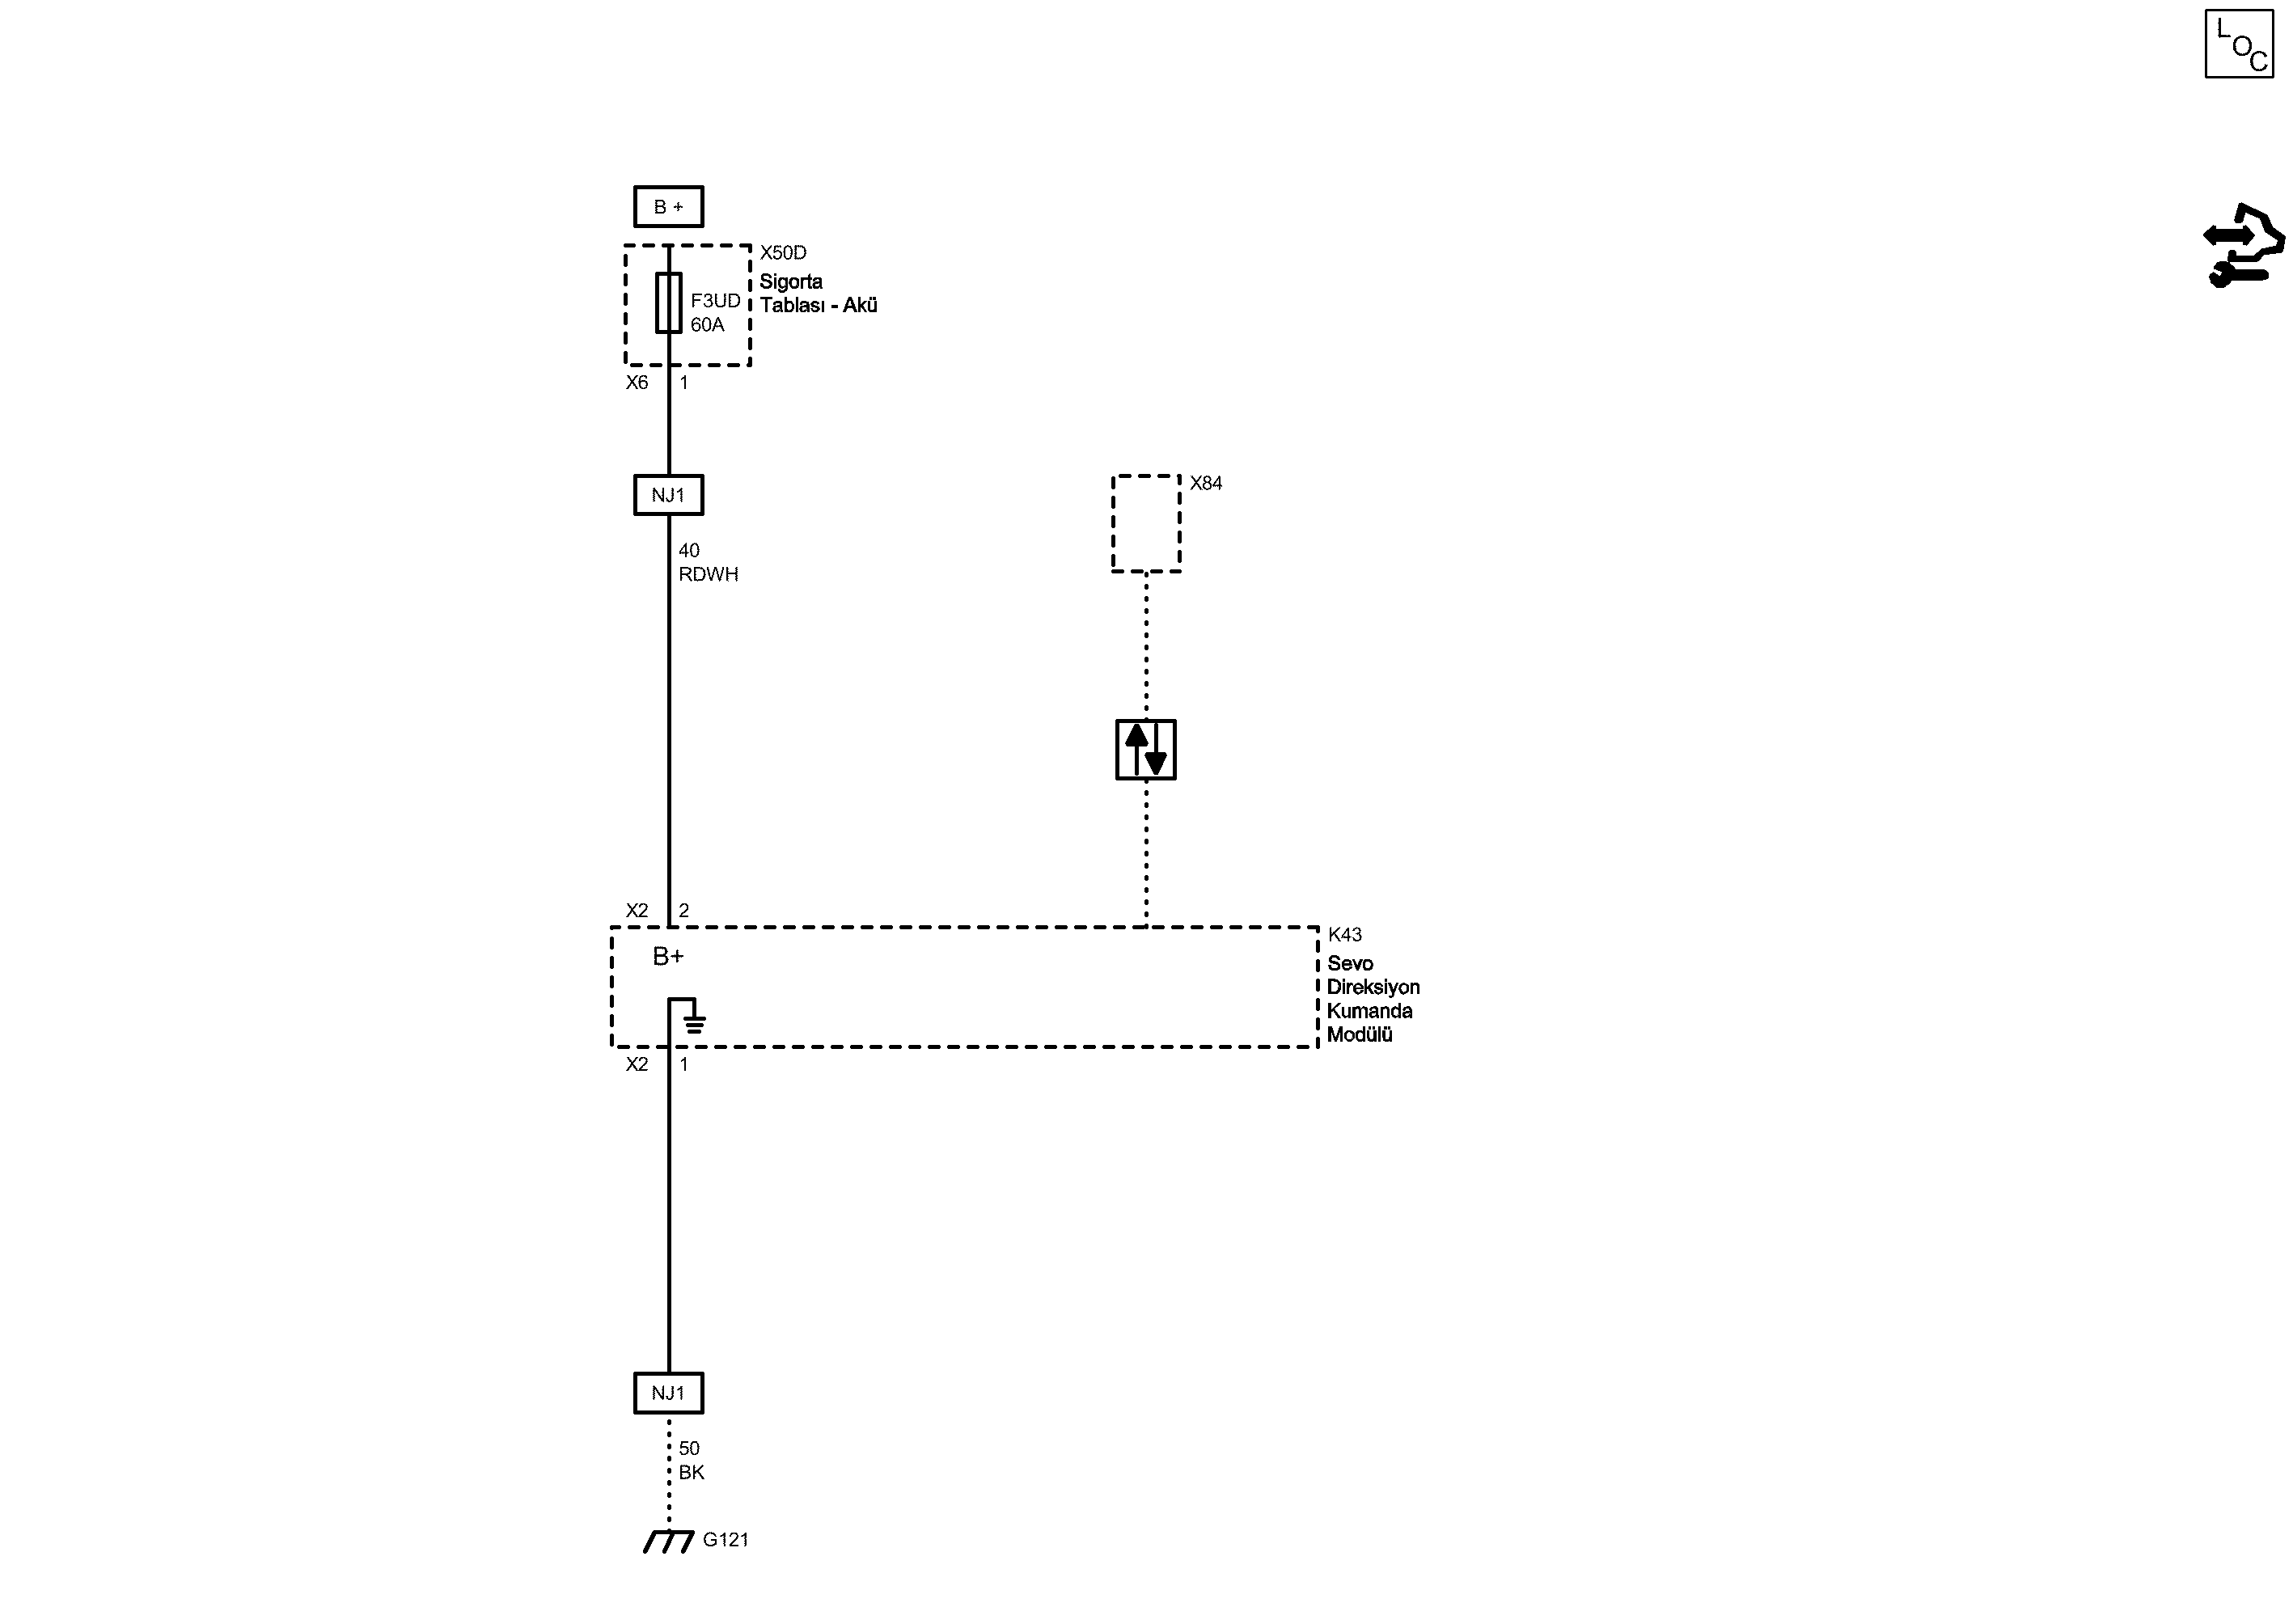 L
O
C
B +
X50D
Sigorta
Tablası - Akü
F3UD
60A
X6 1
NJ1
X84
40
RDWH
X2 2
B+
K43
Sevo
Direksiyon
Kumanda
Modülü
X2 1
NJ1
50
BK
G121